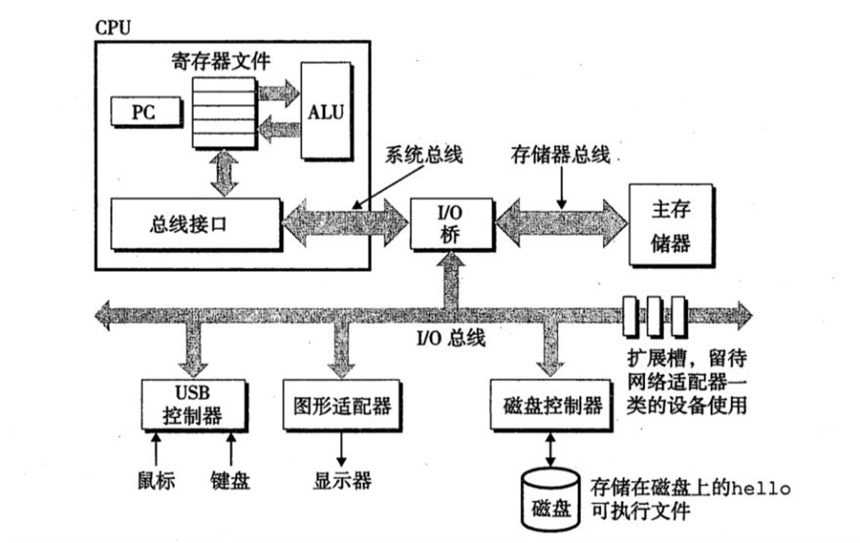 CPU
寄存器文件
PC
ALU
系统总线
存储器总线
总线接口
I/O
桥
主存
储器
I/O 总线
扩展槽，留待
网络适配器一
类的设备使用
USB
控制器
图形适配器
磁盘控制器
鼠标
键盘
显示器
磁盘
存储在磁盘上的hello
可执行文件